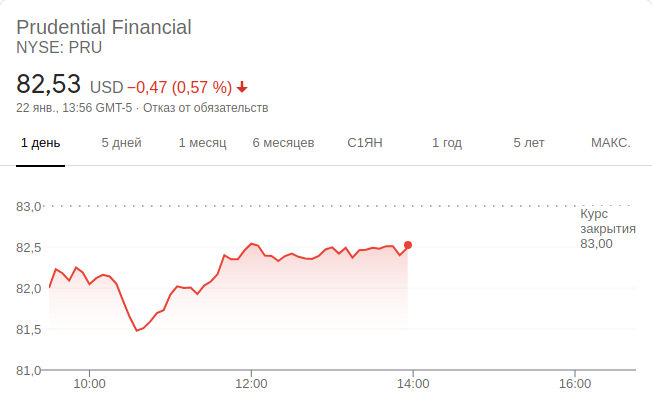 Prudential Financial
NYSE: PRU
82,53 USD −0,47 (0,57 %)
22 янв., 13:56 GMT-5 · Отказ от обязательств
1 день 5 дней 1 месяц 6 месяцев С1ЯН 1 год 5 лет МАКС.
83,0
Курс
закрытия
83,00
82,5
82,0
81,5
81,0
10:00 12:00 14:00 16:00